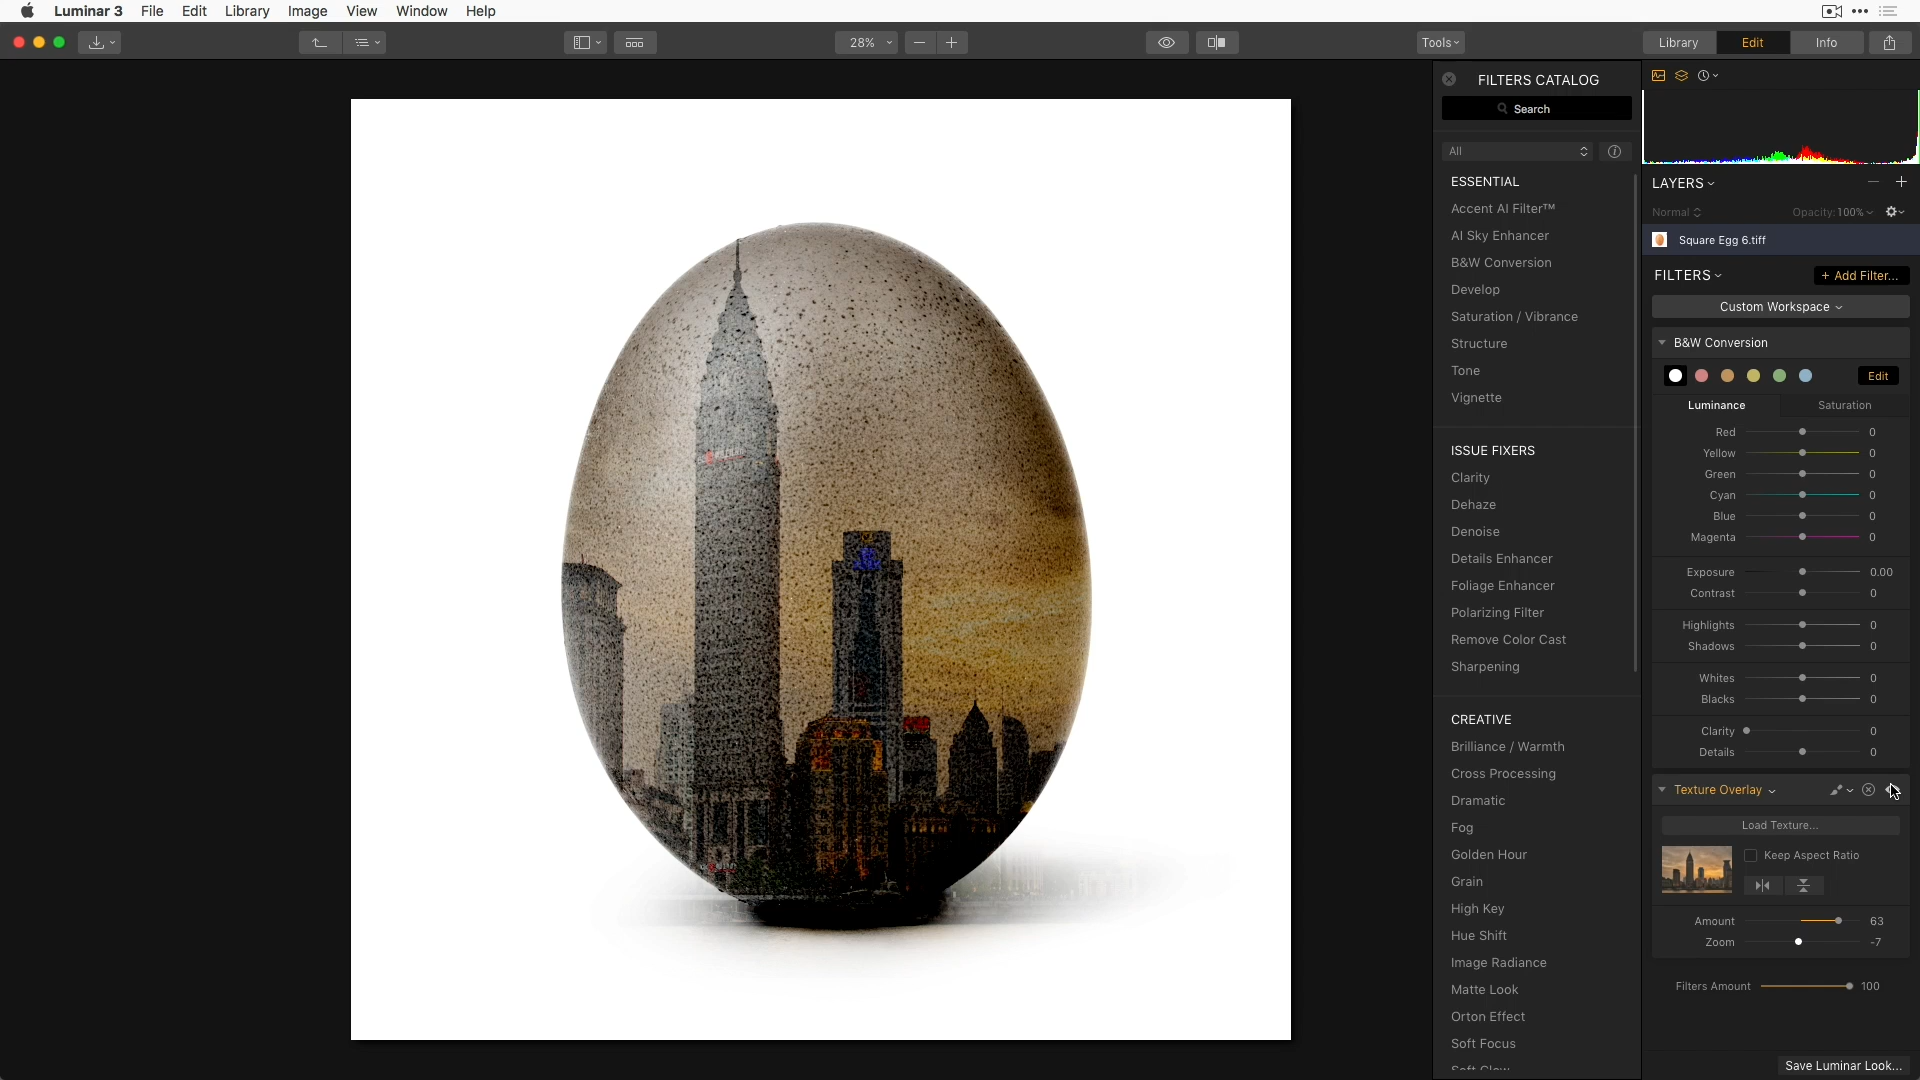 Luminar 3 File Edit Library Image View Window Help
28% Tools Library Edit Info
FILTERS CATALOG
Search
All
ESSENTIAL
Accent AI Filter™
AI Sky Enhancer
B&W Conversion
Develop
Saturation / Vibrance
Structure
Tone
Vignette
ISSUE FIXERS
Clarity
Dehaze
Denoise
Details Enhancer
Foliage Enhancer
Polarizing Filter
Remove Color Cast
Sharpening
CREATIVE
Brilliance / Warmth
Cross Processing
Dramatic
Fog
Golden Hour
Grain
High Key
Hue Shift
Image Radiance
Matte Look
Orton Effect
Soft Focus
Soft Glow
LAYERS
Normal Opacity: 100%
Square Egg 6.tiff
FILTERS + Add Filter...
Custom Workspace
B&W Conversion
Edit
Luminance Saturation
Red 0
Yellow 0
Green 0
Cyan 0
Blue 0
Magenta 0
Exposure 0.00
Contrast 0
Highlights 0
Shadows 0
Whites 0
Blacks 0
Clarity 0
Details 0
Texture Overlay
Load Texture...
Keep Aspect Ratio
Amount 63
Zoom -7
Filters Amount 100
Save Luminar Look...